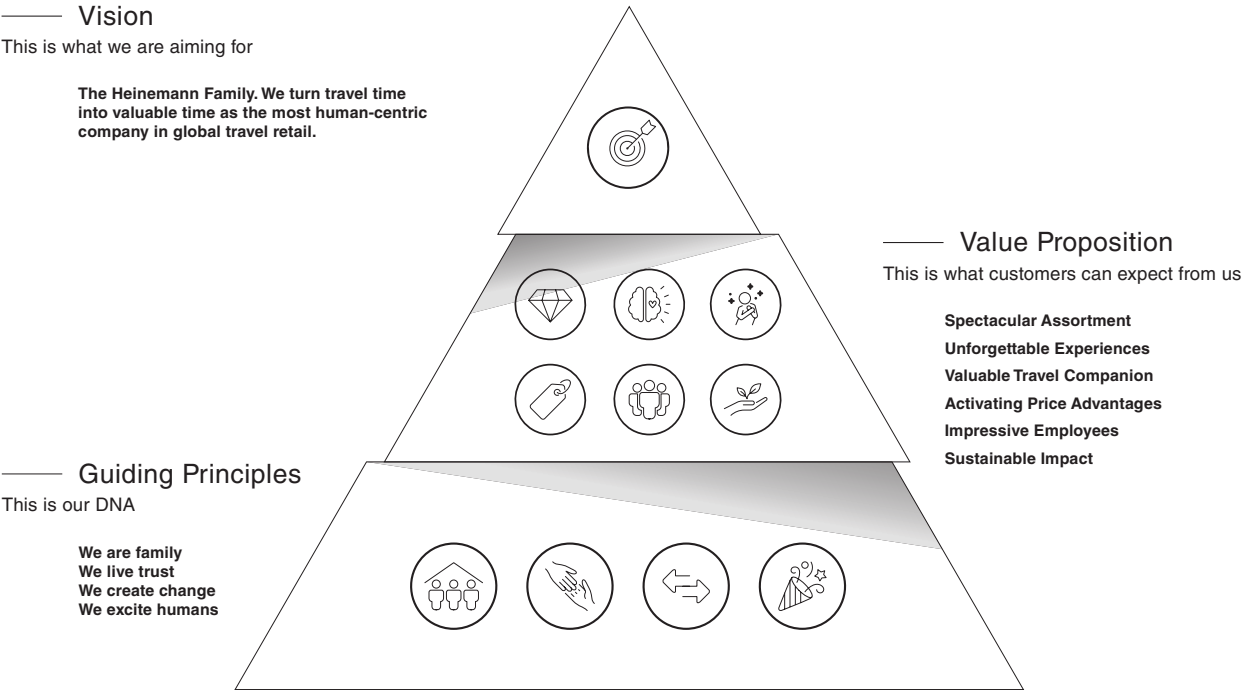 Vision
This is what we are aiming for
The Heinemann Family. We turn travel time
into valuable time as the most human-centric
company in global travel retail.
Value Proposition
This is what customers can expect from us
Spectacular Assortment
Unforgettable Experiences
Valuable Travel Companion
Activating Price Advantages
Impressive Employees
Sustainable Impact
Guiding Principles
This is our DNA
We are family
We live trust
We create change
We excite humans